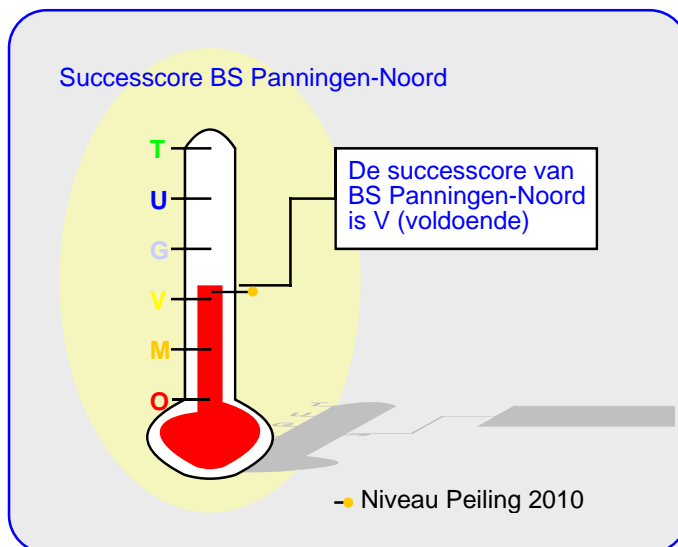 Successcore BS Panningen-Noord
T
U
G
V
M
O
De successcore van
BS Panningen-Noord
is V (voldoende)
Niveau Peiling 2010